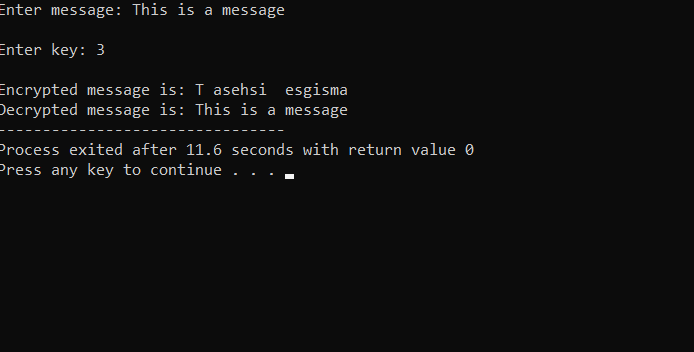 Enter message: This is a message
Enter key: 3
Encrypted message is: T asehsi  esgisma
Decrypted message is: This is a message
--------------------------------
Process exited after 11.6 seconds with return value 0
Press any key to continue . . .